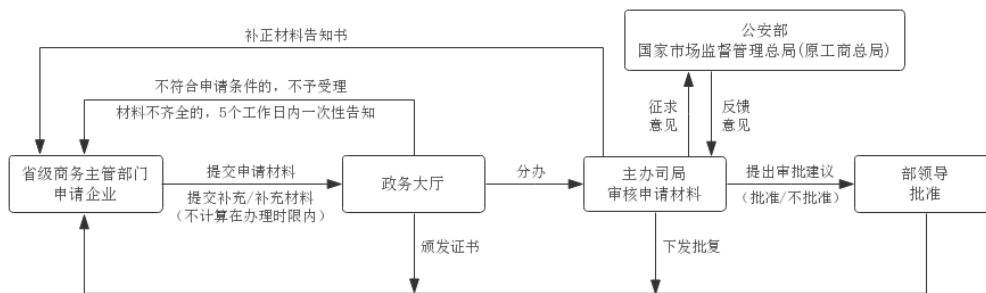 补正材料告知书
公安部
国家市场监督管理总局(原工商总局)
不符合申请条件的，不予受理
材料不齐全的，5个工作日内一次性告知
征求
意见
反馈
意见
省级商务主管部门
申请企业
提交申请材料
提交补充/补充材料
（不计算在办理时限内）
政务大厅
分办
主办司局
审核申请材料
提出审批建议
（批准/不批准）
部领导
批准
颁发证书
下发批复